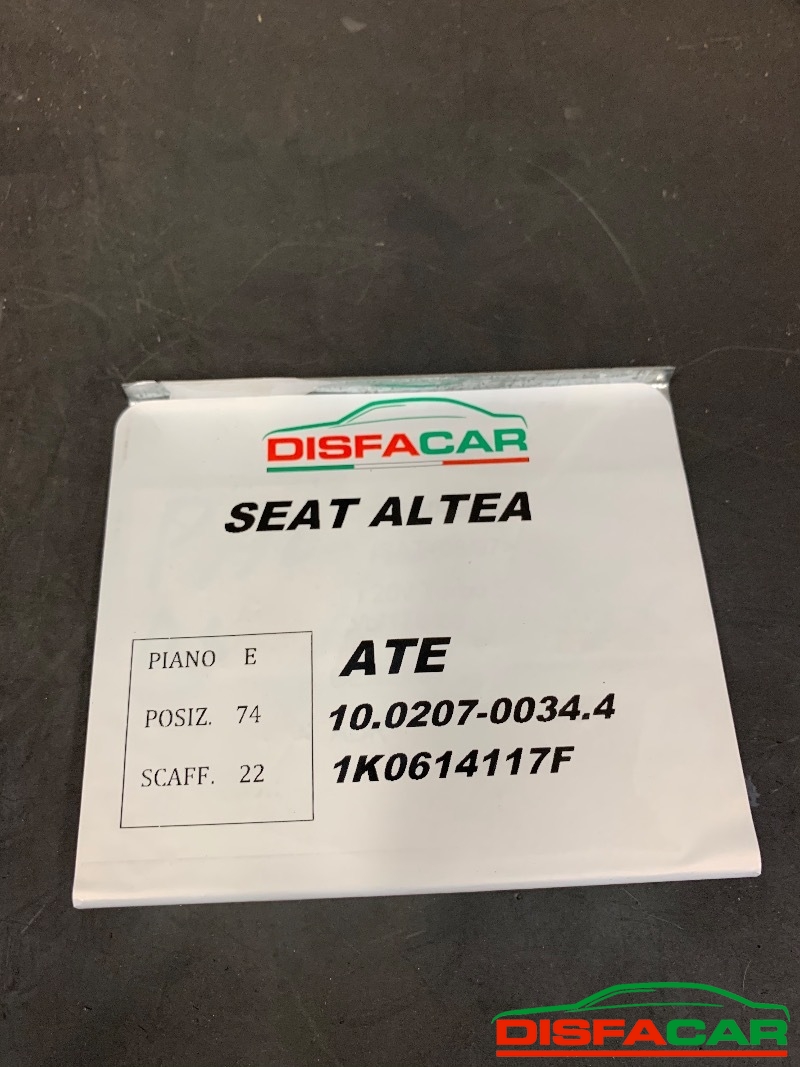 DISFACAR
SEAT ALTEA
PIANO E
POSIZ. 74
SCAFF. 22
ATE
10.0207-0034.4
1K0614117F
DISFACAR